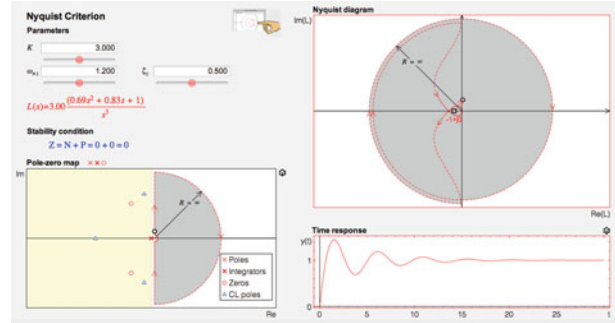 Nyquist Criterion
Parameters
K 3.000
ωn1 1.200 ζ1 0.500
L(s)=3.00 (0.69s² + 0.83s + 1) / s³
Stability condition
Z = N + P = 0 + 0 = 0
Pole-zero map × × ○
Im
R = ∞
× Poles
× Integrators
○ Zeros
△ CL poles
Re
Nyquist diagram
Im(L)
R = ∞
Re(L)
Time response
y(t)
1
0 5 10 15 20 25 t